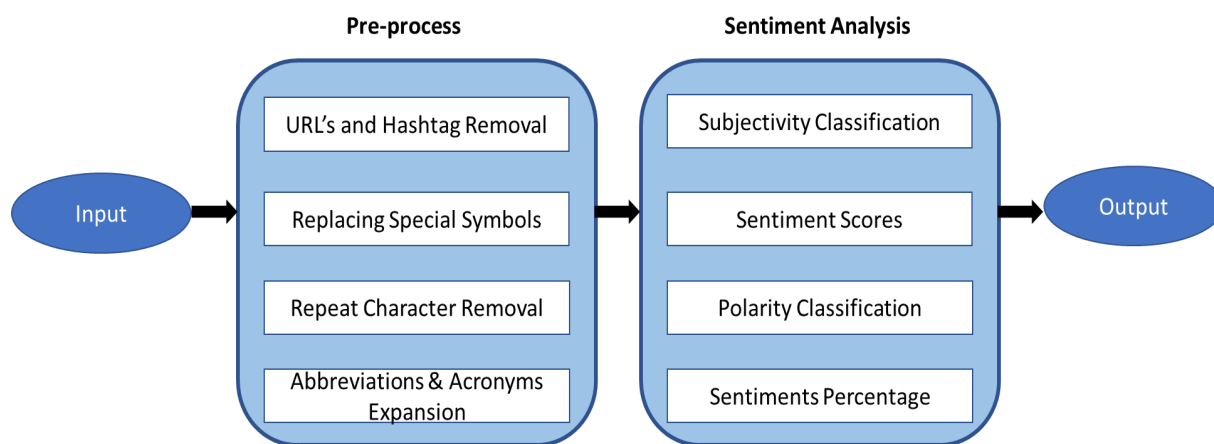 Pre-process
Sentiment Analysis
Input
URL's and Hashtag Removal
Replacing Special Symbols
Repeat Character Removal
Abbreviations & Acronyms
Expansion
Subjectivity Classification
Sentiment Scores
Polarity Classification
Sentiments Percentage
Output